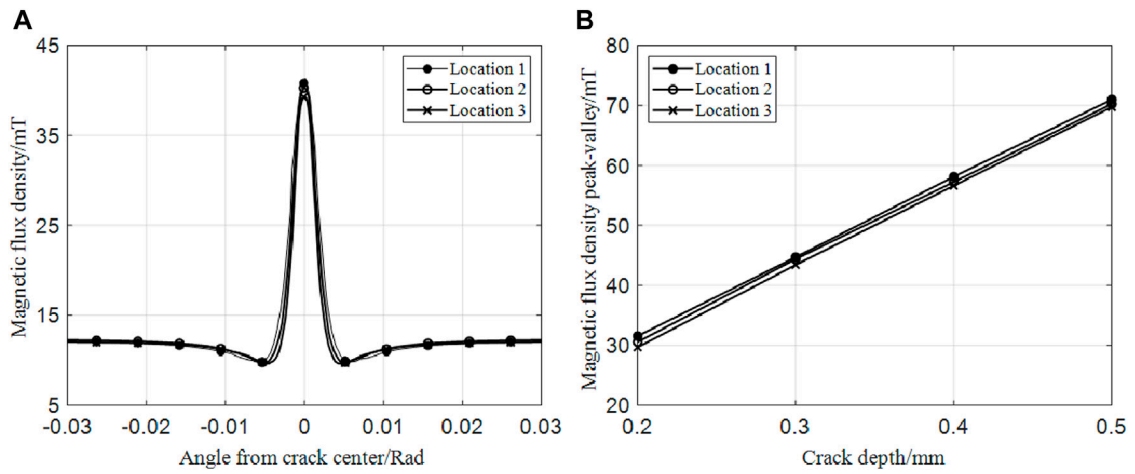 A
Magnetic flux density/mT
45
35
25
15
5
Location 1
Location 2
Location 3
-0.03 -0.02 -0.01 0 0.01 0.02 0.03
Angle from crack center/Rad
B
Magnetic flux density peak-valley/mT
80
70
60
50
40
30
20
Location 1
Location 2
Location 3
0.2 0.3 0.4 0.5
Crack depth/mm